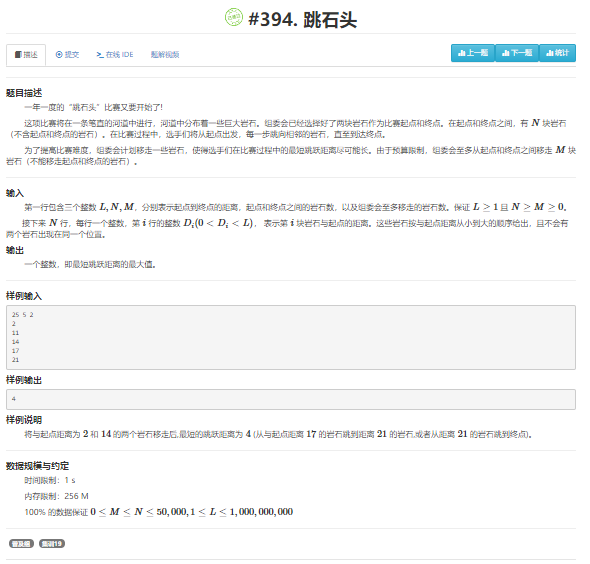 #394. 跳石头
描述 提交 >_ 在线 IDE 题解视频 上一题 下一题 统计
题目描述
一年一度的“跳石头”比赛又要开始了!
这项比赛将在一条笔直的河道中进行，河道中分布着一些巨大岩石。组委会已经选择好了两块岩石作为比赛起点和终点。在起点和终点之间，有 N 块岩石
（不含起点和终点的岩石）。在比赛过程中，选手们将从起点出发，每一步跳向相邻的岩石，直至到达终点。
为了提高比赛难度，组委会计划移走一些岩石，使得选手们在比赛过程中的最短跳跃距离尽可能长。由于预算限制，组委会至多从起点和终点之间移走 M 块
岩石（不能移走起点和终点的岩石）。
输入
第一行包含三个整数 L, N, M，分别表示起点到终点的距离，起点和终点之间的岩石数，以及组委会至多移走的岩石数。保证 L ≥ 1 且 N ≥ M ≥ 0。
接下来 N 行，每行一个整数，第 i 行的整数 Di(0 < Di < L)， 表示第 i 块岩石与起点的距离。这些岩石按与起点距离从小到大的顺序给出，且不会有
两个岩石出现在同一个位置。
输出
一个整数，即最短跳跃距离的最大值。
样例输入
25 5 2
2
11
14
17
21
样例输出
4
样例说明
将与起点距离为 2 和 14 的两个岩石移走后,最短的跳跃距离为 4 (从与起点距离 17 的岩石跳到距离 21 的岩石,或者从距离 21 的岩石跳到终点)。
数据规模与约定
时间限制：1 s
内存限制：256 M
100% 的数据保证 0 ≤ M ≤ N ≤ 50, 000, 1 ≤ L ≤ 1, 000, 000, 000